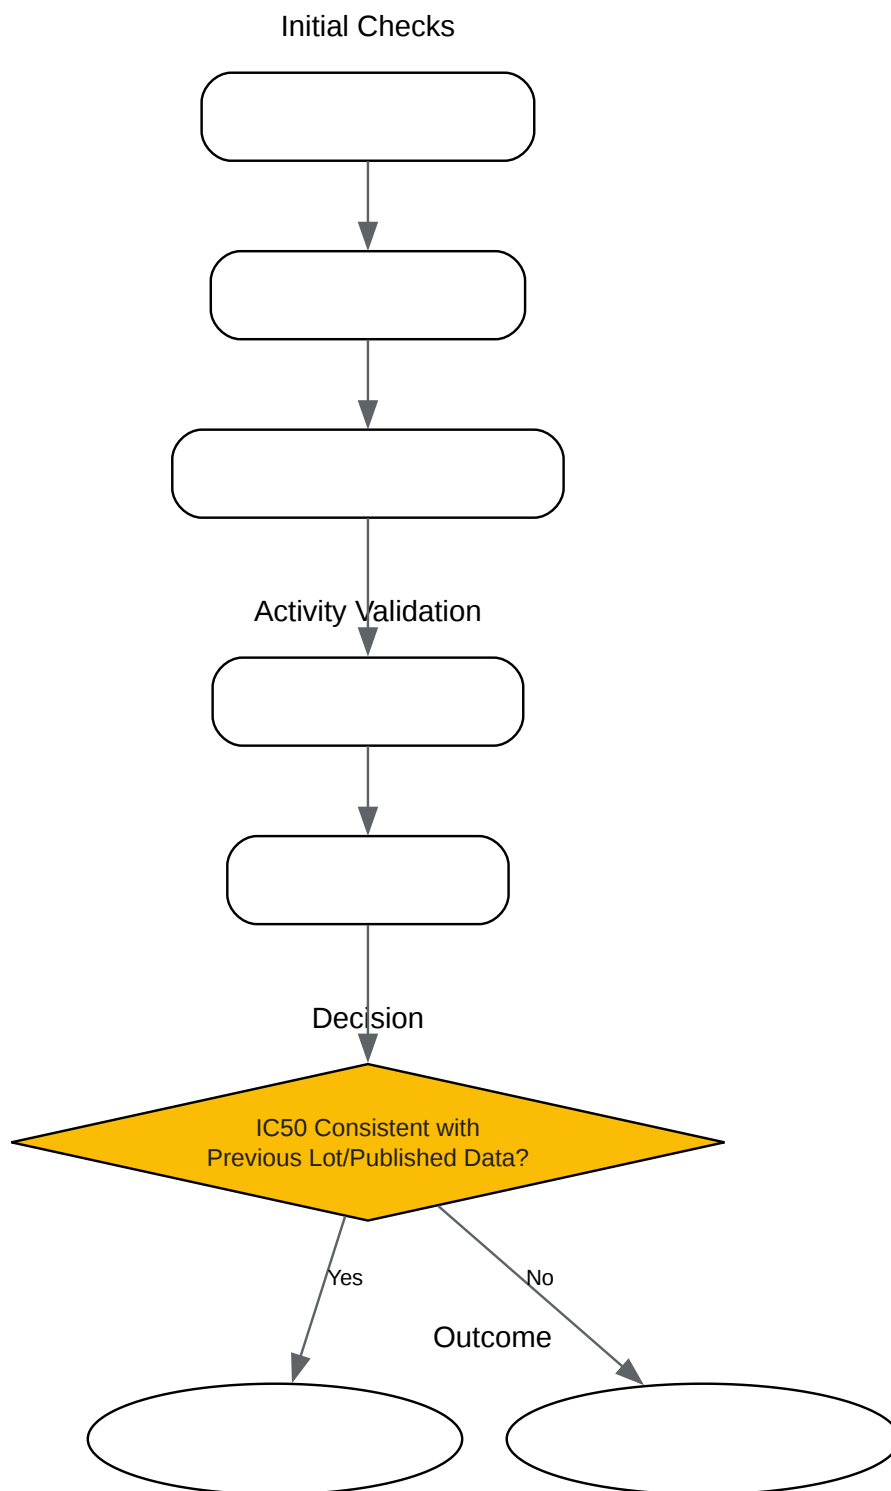 Initial Checks
Activity Validation
Decision
IC50 Consistent with
Previous Lot/Published Data?
Yes
No
Outcome